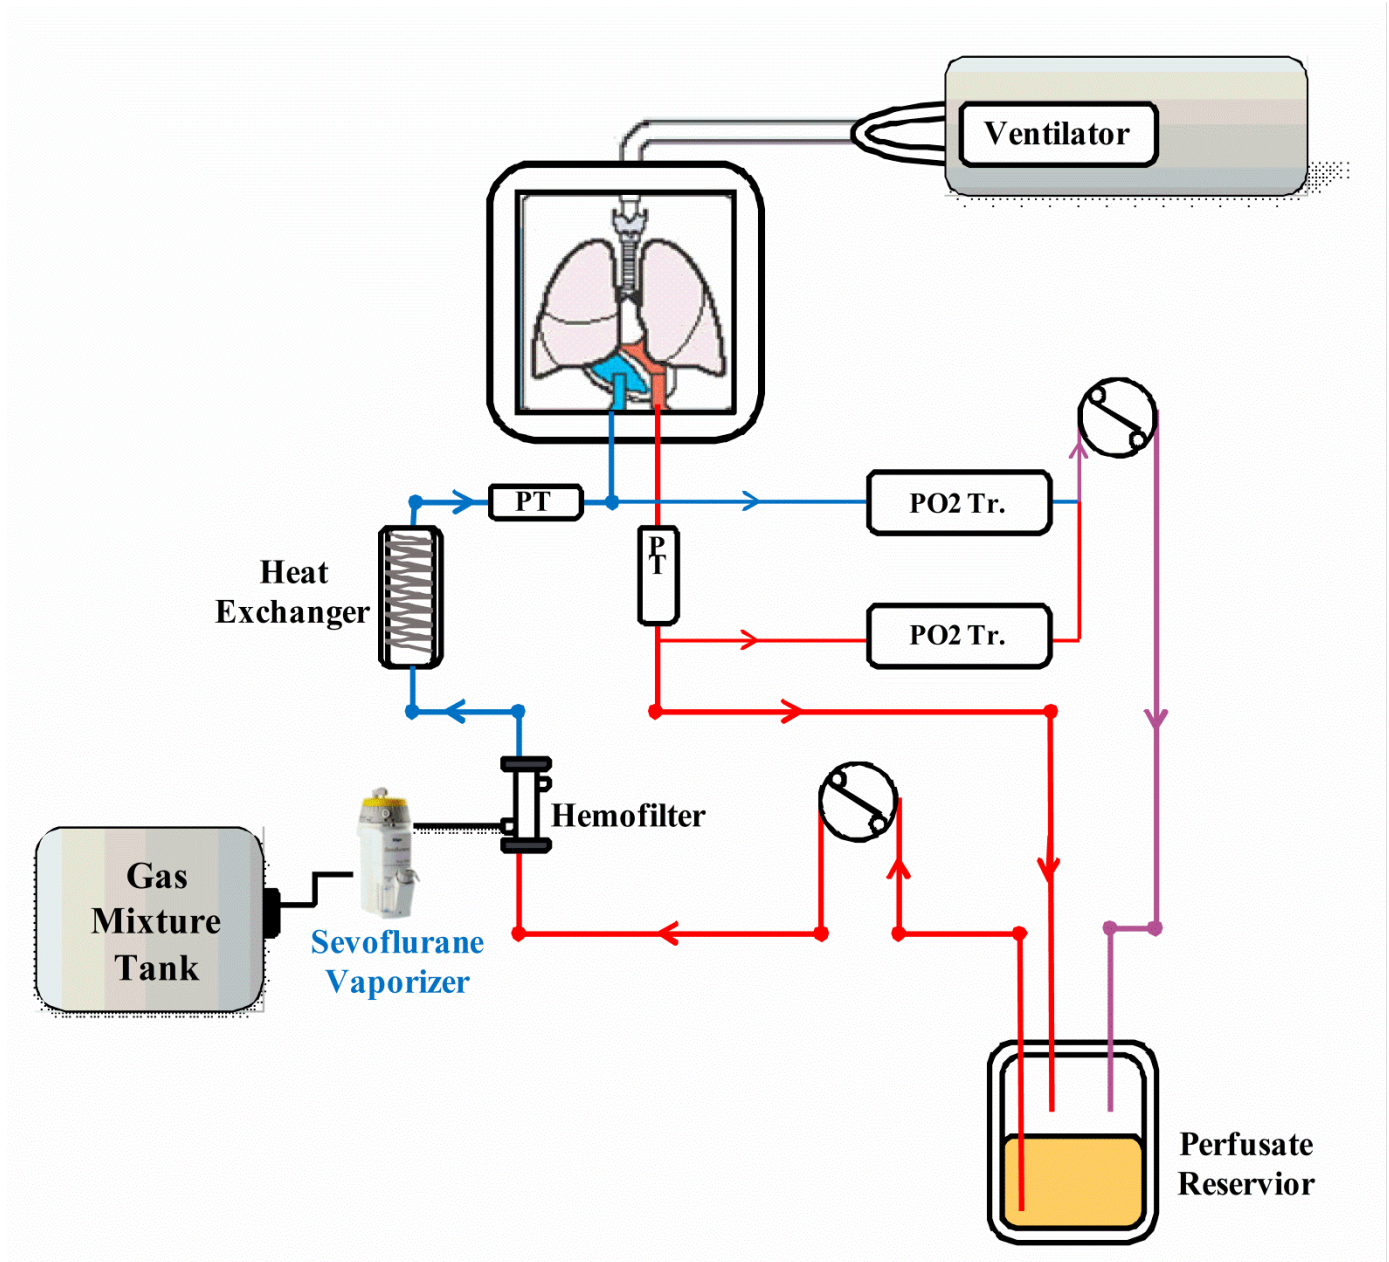 Ventilator
PT
PO2 Tr.
P
T
Heat
Exchanger
PO2 Tr.
Hemofilter
Gas
Mixture
Tank
Sevoflurane
Vaporizer
Perfusate
Reservior